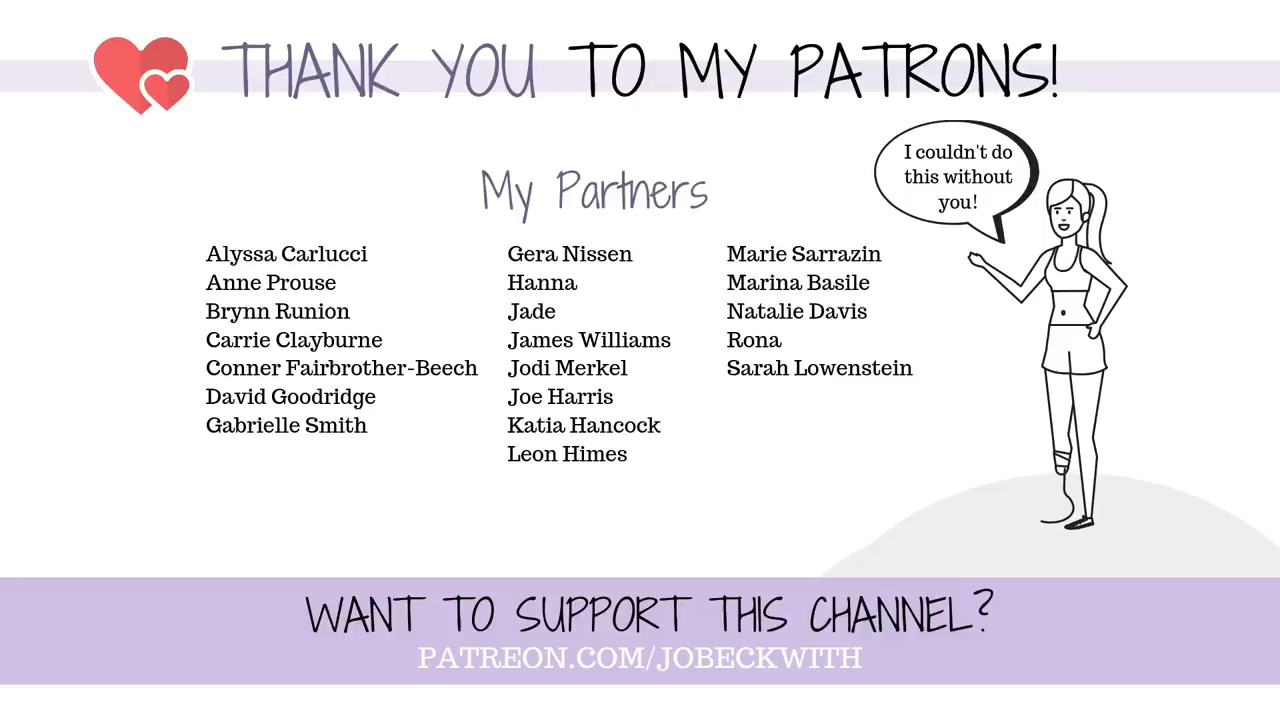 THANK YOU TO MY PATRONS!
I couldn't do
this without
you!
My Partners
Alyssa Carlucci
Anne Prouse
Brynn Runion
Carrie Clayburne
Conner Fairbrother-Beech
David Goodridge
Gabrielle Smith
Gera Nissen
Hanna
Jade
James Williams
Jodi Merkel
Joe Harris
Katia Hancock
Leon Himes
Marie Sarrazin
Marina Basile
Natalie Davis
Rona
Sarah Lowenstein
WANT TO SUPPORT THIS CHANNEL?
PATREON.COM/JOBECKWITH